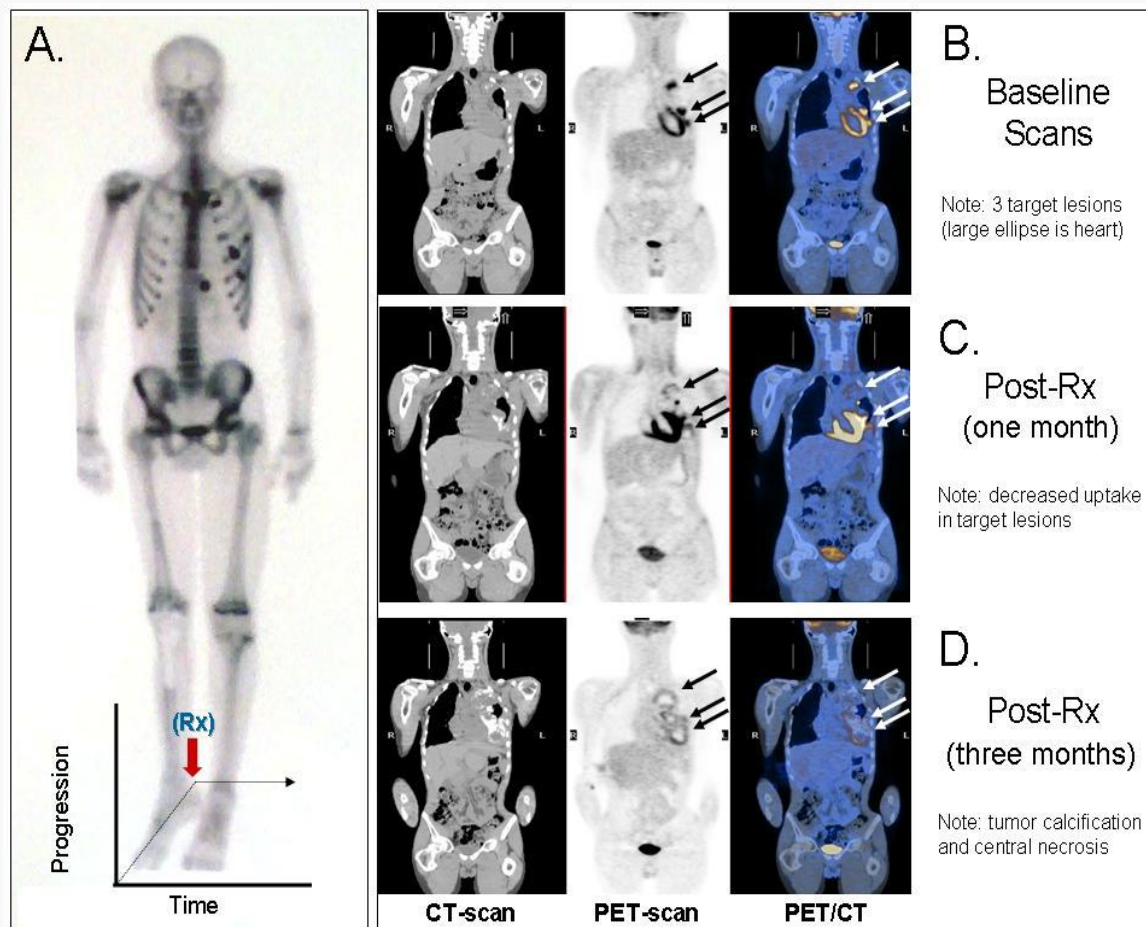 A.
(Rx)
Progression
Time
B.
Baseline
Scans
Note: 3 target lesions
(large ellipse is heart)
C.
Post-Rx
(one month)
Note: decreased uptake
in target lesions
D.
Post-Rx
(three months)
Note: tumor calcification
and central necrosis
R
L
R
L
R
L
CT-scan
PET-scan
PET/CT